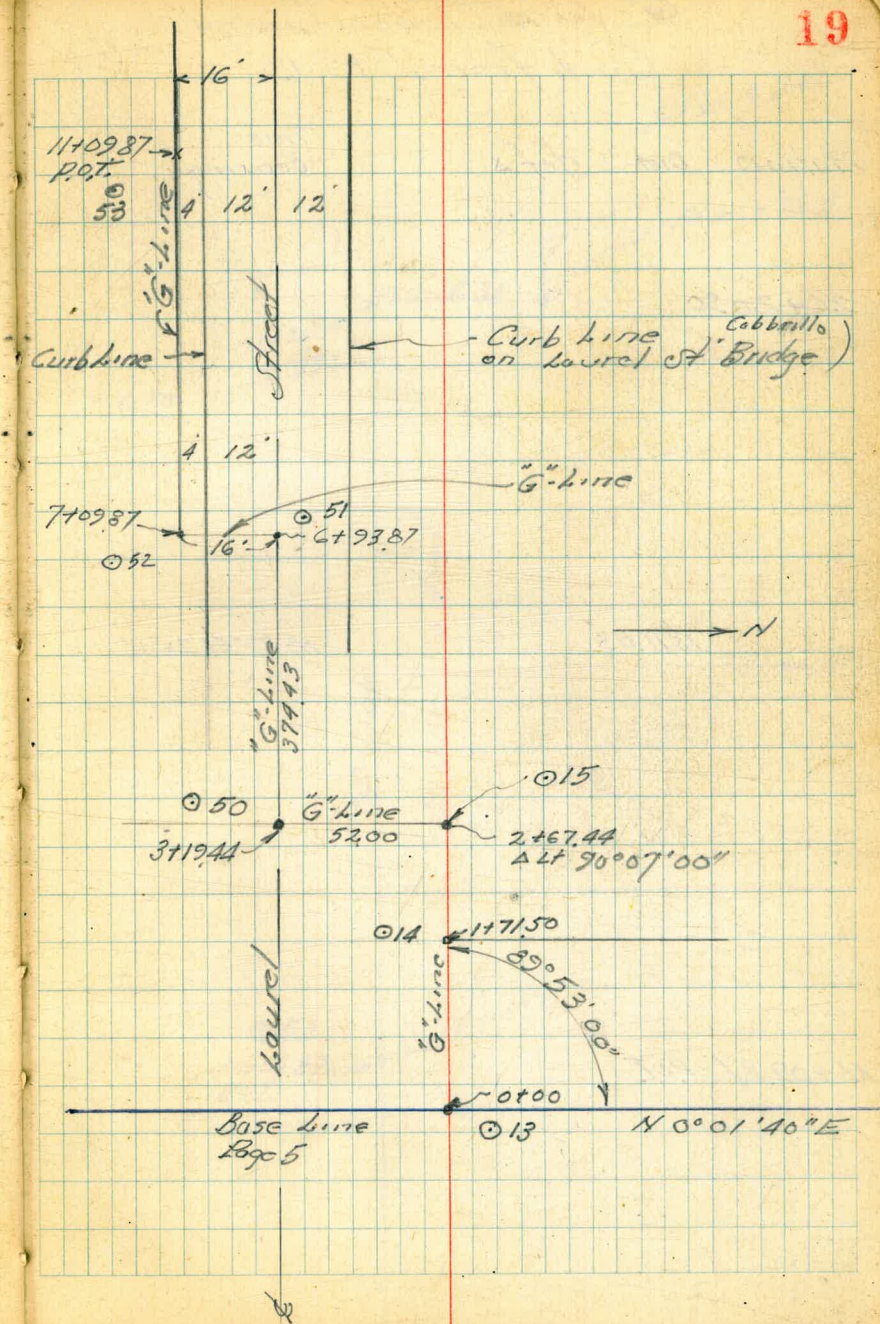 19
16'
11+09.87
P.O.T.
⊙
53
"G"-Line
4'
12'
12'
Curb Line
Street
Curb Line
on Laurel St. Bridge)
Cabbrillo
4
12'
"G"-Line
7+09.87
⊙ 52
16'
⊙ 51
6+93.87
N
"G"-Line
374.43
⊙ 50
"G"-Line
52.00
⊙15
3+19.44
2+67.44
Δ Lt 90°07'00"
⊙14
1+71.50
89°53'00"
"G"-Line
Laurel
0+00
Base Line
Page 5
⊙13
N 0°01'40"E